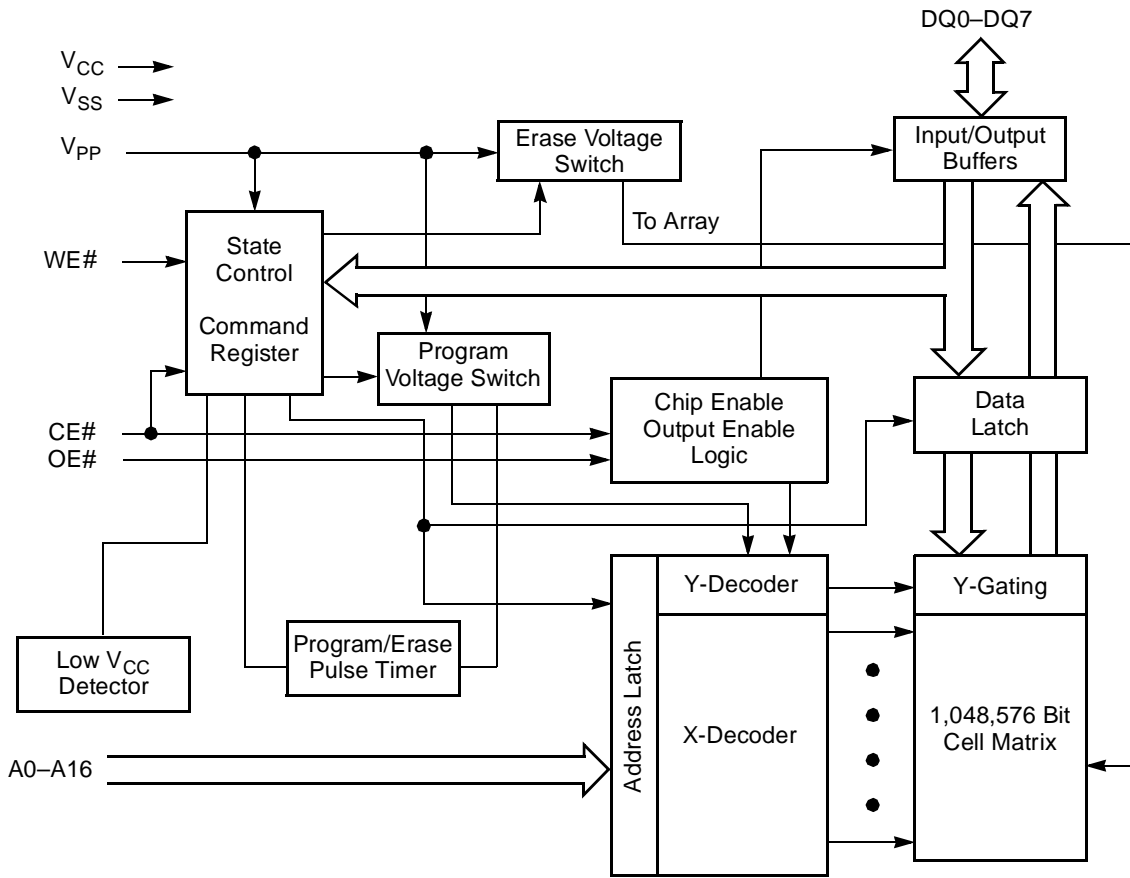 DQ0–DQ7
VCC
VSS
VPP
Erase Voltage
Switch
Input/Output
Buffers
To Array
WE#
State
Control
Command
Register
Program
Voltage Switch
CE#
OE#
Chip Enable
Output Enable
Logic
Data
Latch
Y-Decoder
Y-Gating
Low VCC
Detector
Program/Erase
Pulse Timer
Address Latch
X-Decoder
1,048,576 Bit
Cell Matrix
A0–A16